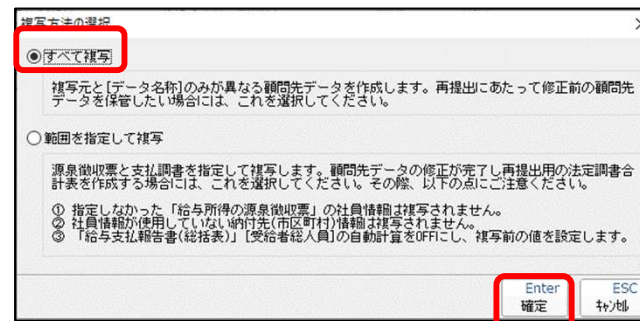 複写方法の選択
すべて複写
複写元と[データ名称]のみが異なる顧問先データを作成します。再提出にあたって修正前の顧問先
データを保管したい場合には、これを選択してください。
範囲を指定して複写
源泉徴収票と支払調書を指定して複写します。顧問先データの修正が完了し再提出用の法定調書合
計表を作成する場合には、これを選択してください。その際、以下の点にご注意ください。
① 指定しなかった「給与所得の源泉徴収票」の社員情報は複写されません。
② 社員情報が使用していない納付先(市区町村)情報は複写されません。
③ 「給与支払報告書(総括表)」[受給者総人員]の自動計算をOFFにし、複写前の値を設定します。
Enter
確定
ESC
キャンセル